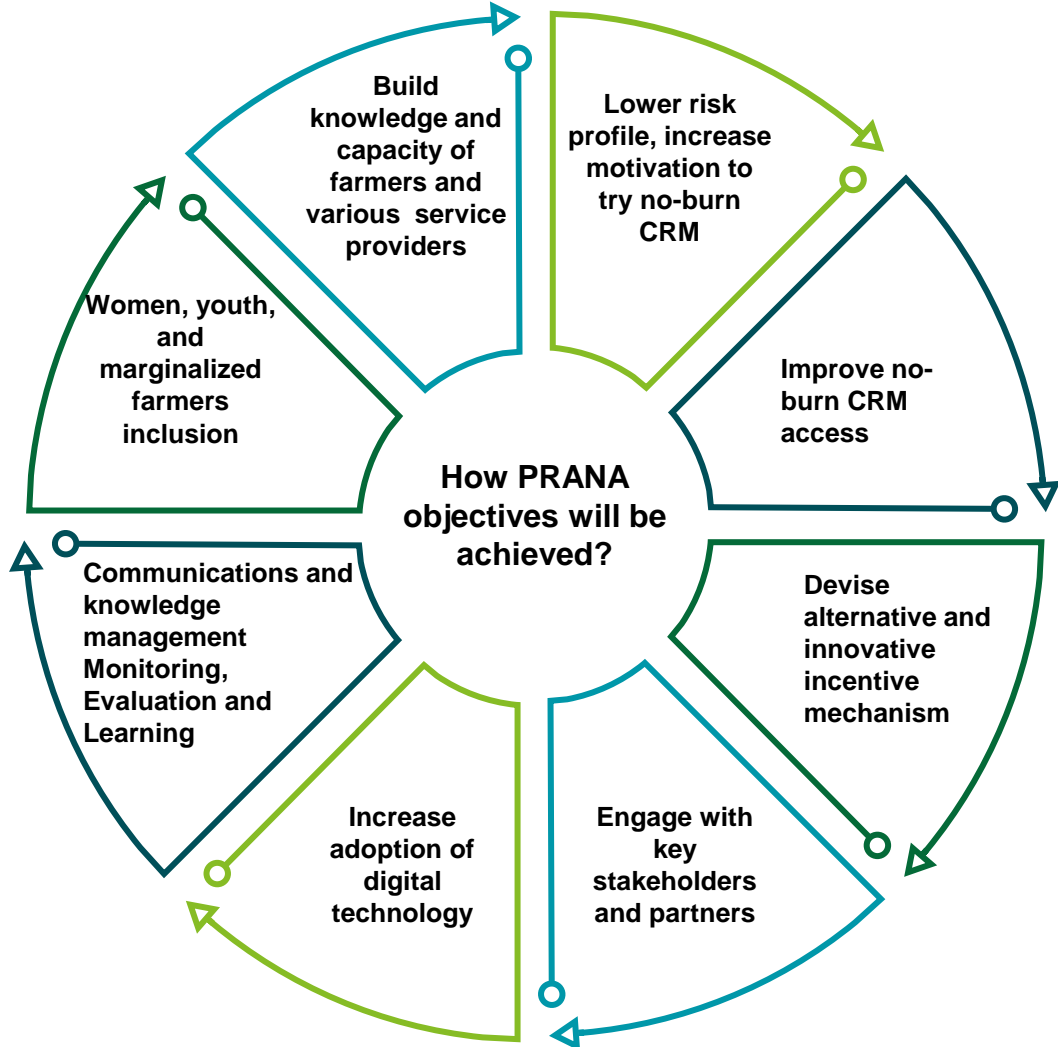 Build
knowledge and
capacity of
farmers and
various service
providers
Lower risk
profile, increase
motivation to
try no-burn
CRM
Improve no-
burn CRM
access
Devise
alternative and
innovative
incentive
mechanism
Engage with
key
stakeholders
and partners
Increase
adoption of
digital
technology
Communications and
knowledge
management
Monitoring,
Evaluation and
Learning
Women, youth,
and
marginalized
farmers
inclusion
How PRANA
objectives will be
achieved?